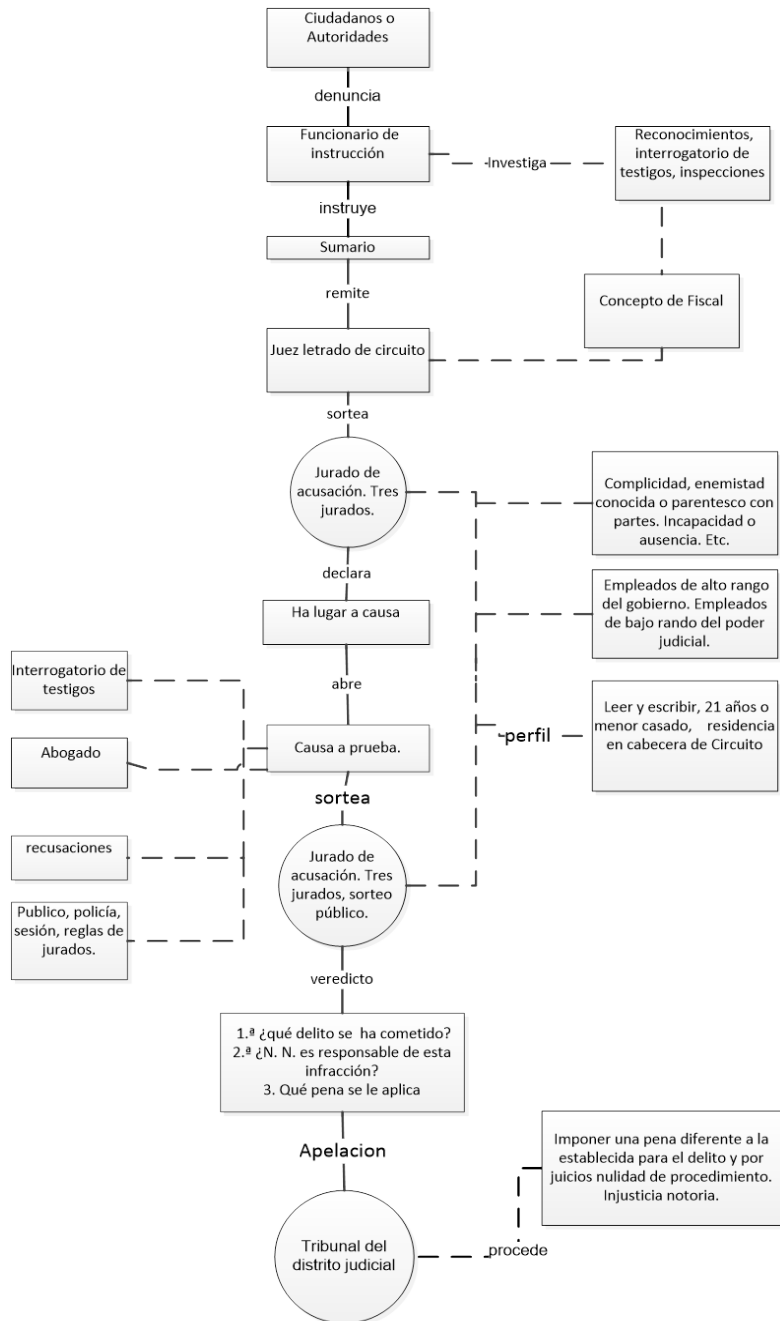 Ciudadanos o
Autoridades
denuncia
Funcionario de
instrucción
Investiga
Reconocimientos,
interrogatorio de
testigos, inspecciones
instruye
Sumario
remite
Concepto de Fiscal
Juez letrado de circuito
sortea
Jurado de
acusación. Tres
jurados.
Complicidad, enemistad
conocida o parentesco con
partes. Incapacidad o
ausencia. Etc.
declara
Ha lugar a causa
Empleados de alto rango
del gobierno. Empleados
de bajo rando del poder
judicial.
Interrogatorio de
testigos
abre
Leer y escribir, 21 años o
menor casado, residencia
en cabecera de Circuito
perfil
Causa a prueba.
Abogado
sortea
recusaciones
Jurado de
acusación. Tres
jurados, sorteo
público.
Publico, policía,
sesión, reglas de
jurados.
veredicto
1.ª ¿qué delito se ha cometido?
2.ª ¿N. N. es responsable de esta
infracción?
3. Qué pena se le aplica
Apelacion
Imponer una pena diferente a la
establecida para el delito y por
juicios nulidad de procedimiento.
Injusticia notoria.
Tribunal del
distrito judicial
procede